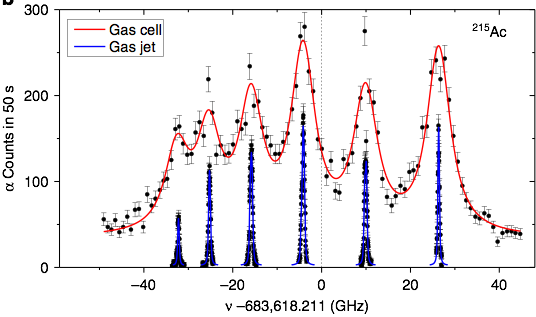 b
300
Gas cell
Gas jet
²¹⁵Ac
200
100
0
α Counts in 50 s
−40
−20
0
20
40
ν −683,618.211 (GHz)